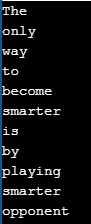 The
only
way
to
become
smarter
is
by
playing
smarter
opponent